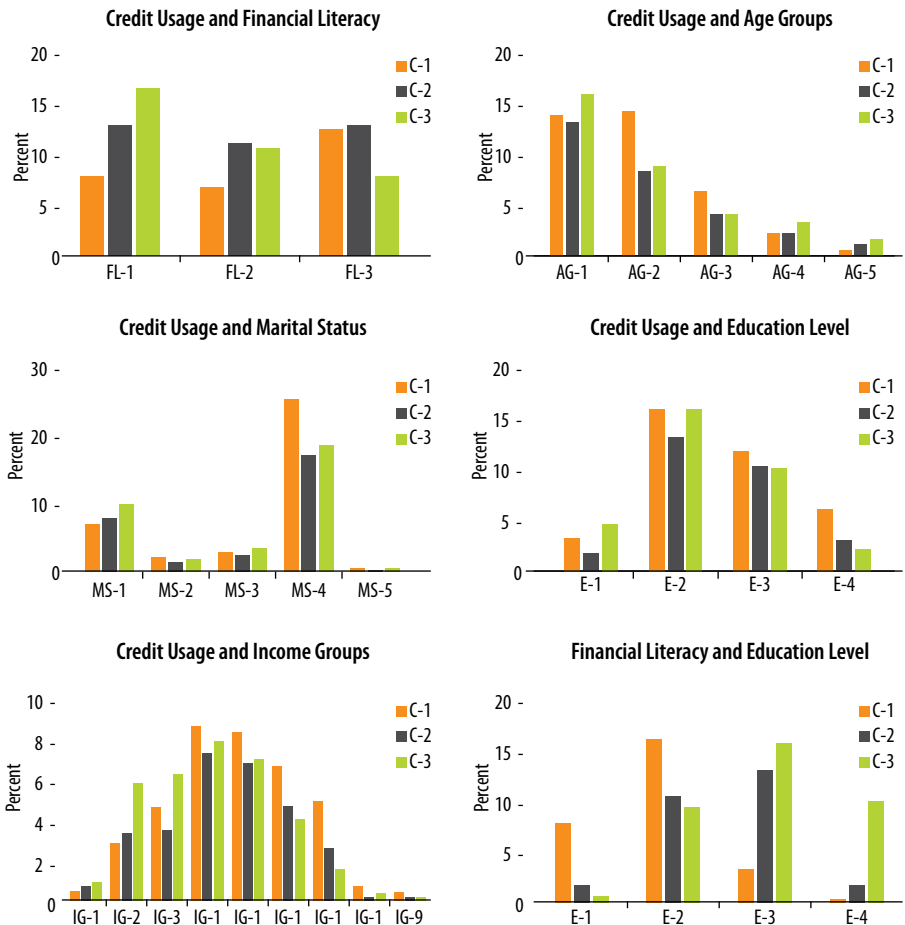 Credit Usage and Financial Literacy
20 -
15 -
10 -
5 -
0
Percent
C-1
C-2
C-3
FL-1 FL-2 FL-3
Credit Usage and Age Groups
20 -
15 -
10 -
5 -
0
Percent
C-1
C-2
C-3
AG-1 AG-2 AG-3 AG-4 AG-5
Credit Usage and Marital Status
30 -
20 -
10 -
0
Percent
C-1
C-2
C-3
MS-1 MS-2 MS-3 MS-4 MS-5
Credit Usage and Education Level
20 -
15 -
10 -
5 -
0
Percent
C-1
C-2
C-3
E-1 E-2 E-3 E-4
Credit Usage and Income Groups
10 -
8 -
6 -
4 -
2 -
0
Percent
C-1
C-2
C-3
IG-1 IG-2 IG-3 IG-1 IG-1 IG-1 IG-1 IG-1 IG-9
Financial Literacy and Education Level
20 -
15 -
10 -
5 -
0
Percent
C-1
C-2
C-3
E-1 E-2 E-3 E-4